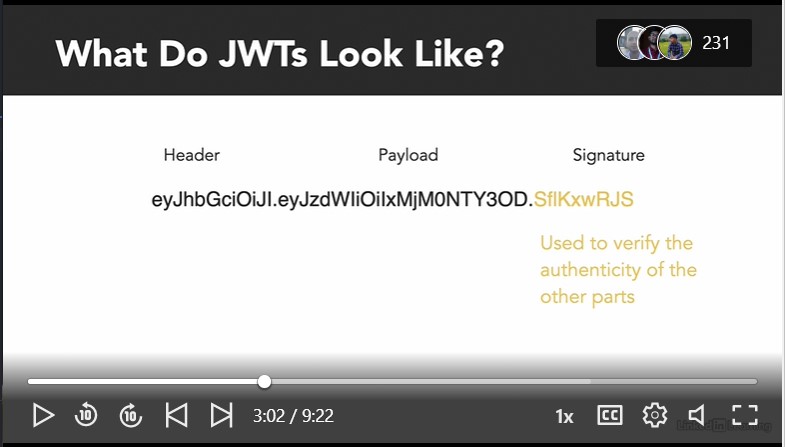 What Do JWTs Look Like?
231
Header Payload Signature
eyJhbGciOiJI.eyJzdWIiOiIxMjM0NTY3OD.SflKxwRJS
Used to verify the
authenticity of the
other parts
10 10 3:02 / 9:22 1x CC